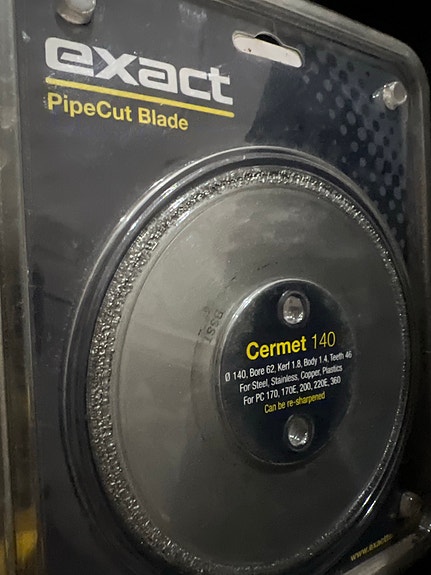 exact
PipeCut Blade
Cermet 140
Ø 140, Bore 62, Kerf 1.8, Body 1.4, Teeth 46
For Steel, Stainless, Copper, Plastics
For PC 170, 170E, 200, 220E, 360
Can be re-sharpened